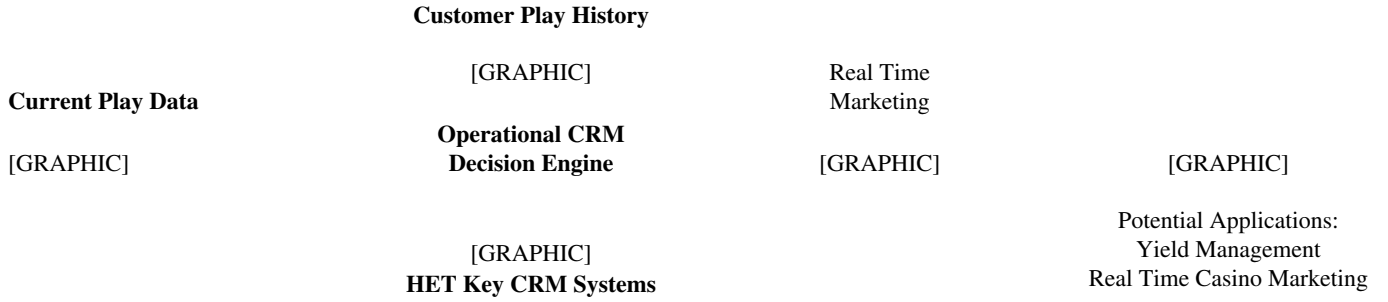 Customer Play History
[GRAPHIC]
Real Time
Current Play Data
Marketing
Operational CRM
[GRAPHIC]
Decision Engine
[GRAPHIC]
[GRAPHIC]
Potential Applications:
[GRAPHIC]
Yield Management
HET Key CRM Systems
Real Time Casino Marketing